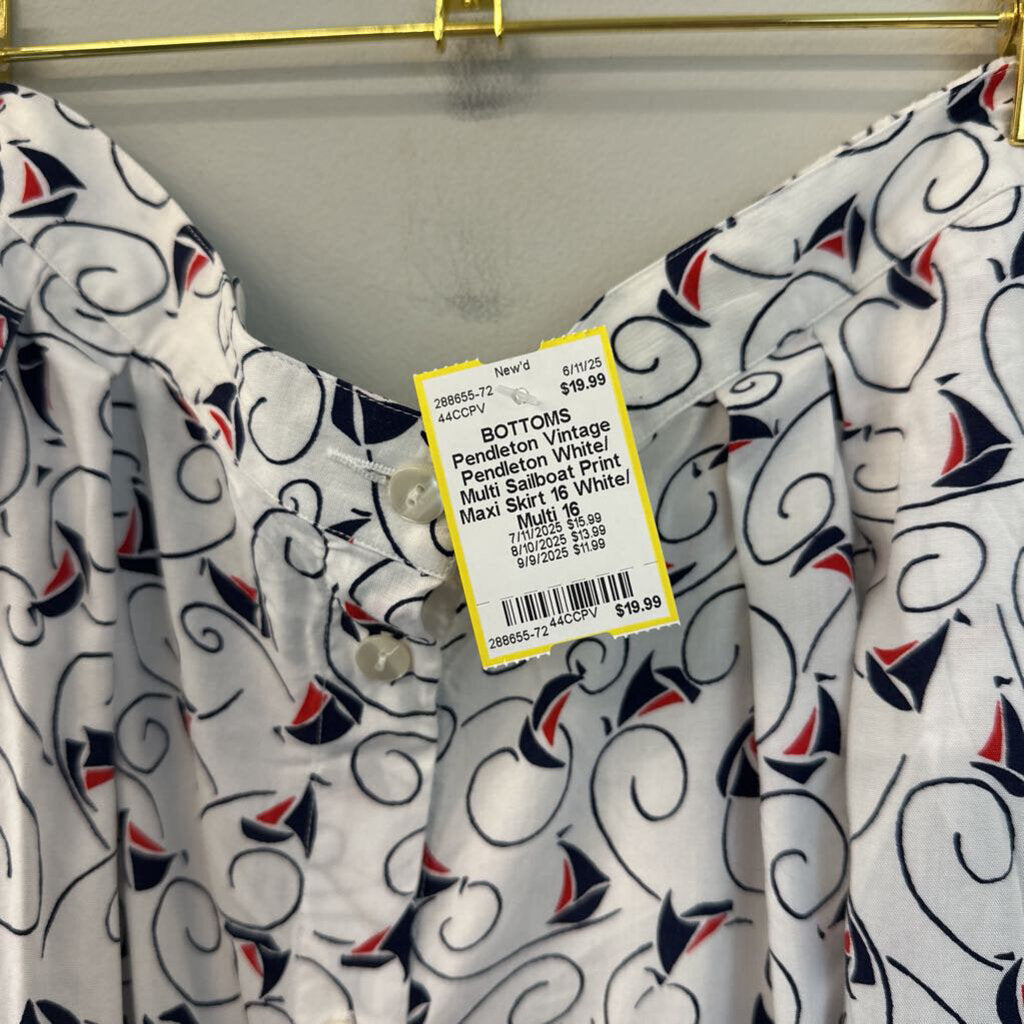 New'd
288655-72 6/11/25
44CCPV $19.99
BOTTOMS
Pendleton Vintage
Pendleton White/
Multi Sailboat Print
Maxi Skirt 16 White/
Multi 16
7/11/2025 $15.99
8/10/2025 $13.99
9/9/2025 $11.99
288655-72 44CCPV $19.99